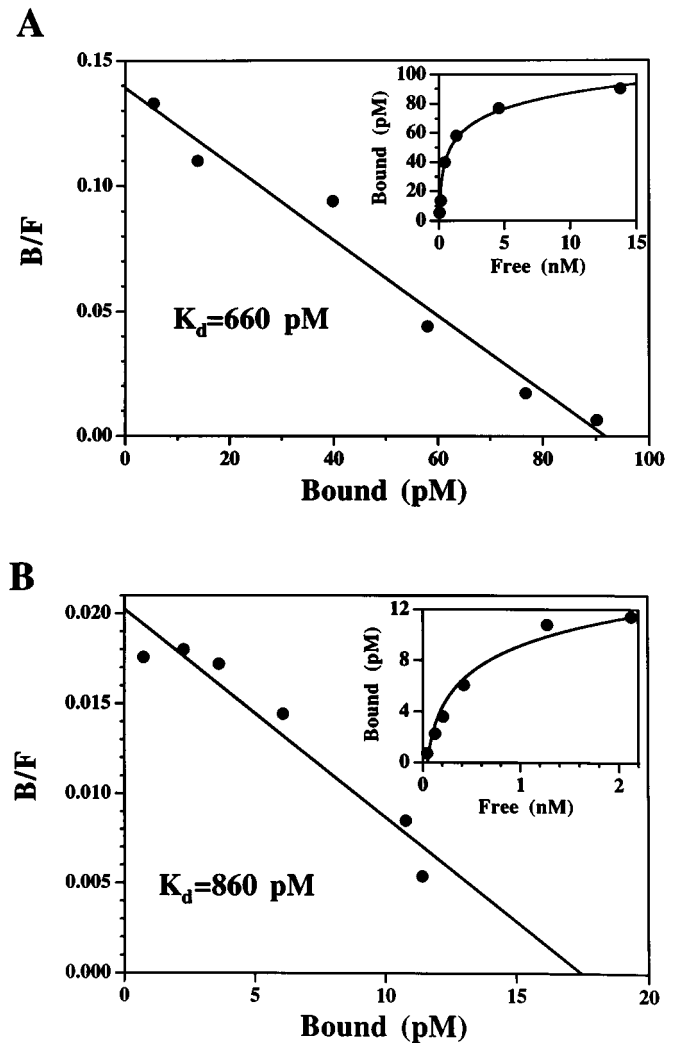 A
0.15
0.10
0.05
0.00
B/F
0 20 40 60 80 100
Bound (pM)
K_d=660 pM
100
80
60
40
20
0
Bound (pM)
0 5 10 15
Free (nM)
B
0.020
0.015
0.010
0.005
0.000
B/F
0 5 10 15 20
Bound (pM)
K_d=860 pM
12
8
4
0
Bound (pM)
0 1 2
Free (nM)